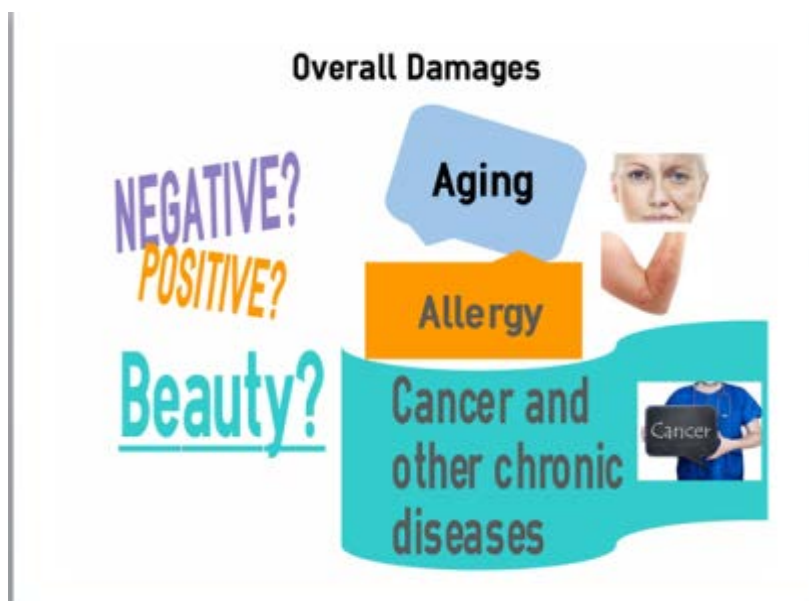 Overall Damages
NEGATIVE?
POSITIVE?
Beauty?
Aging
Allergy
Cancer and
other chronic
diseases
Cancer